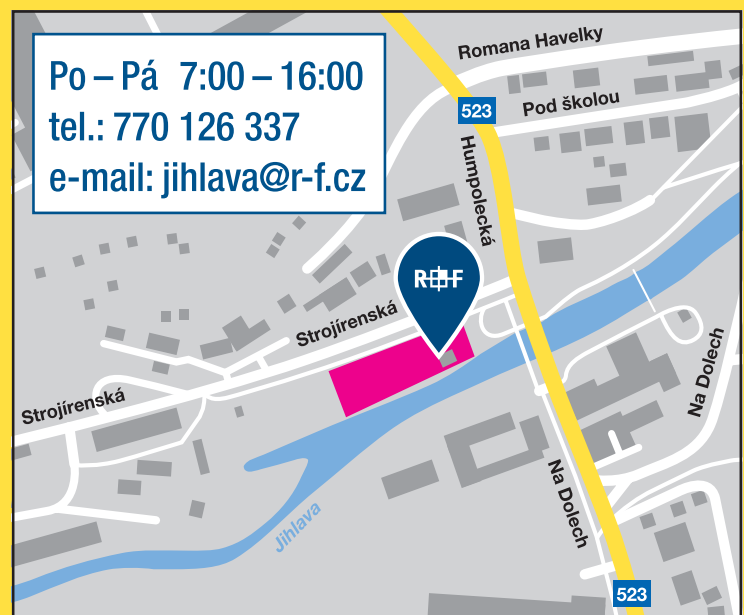 Po – Pá 7:00 – 16:00
tel.: 770 126 337
e-mail: jihlava@r-f.cz
Romana Havelky
523
Pod školou
Humpolecká
R F
Strojírenská
Strojírenská
Na Dolech
Na Dolech
Jihlava
523